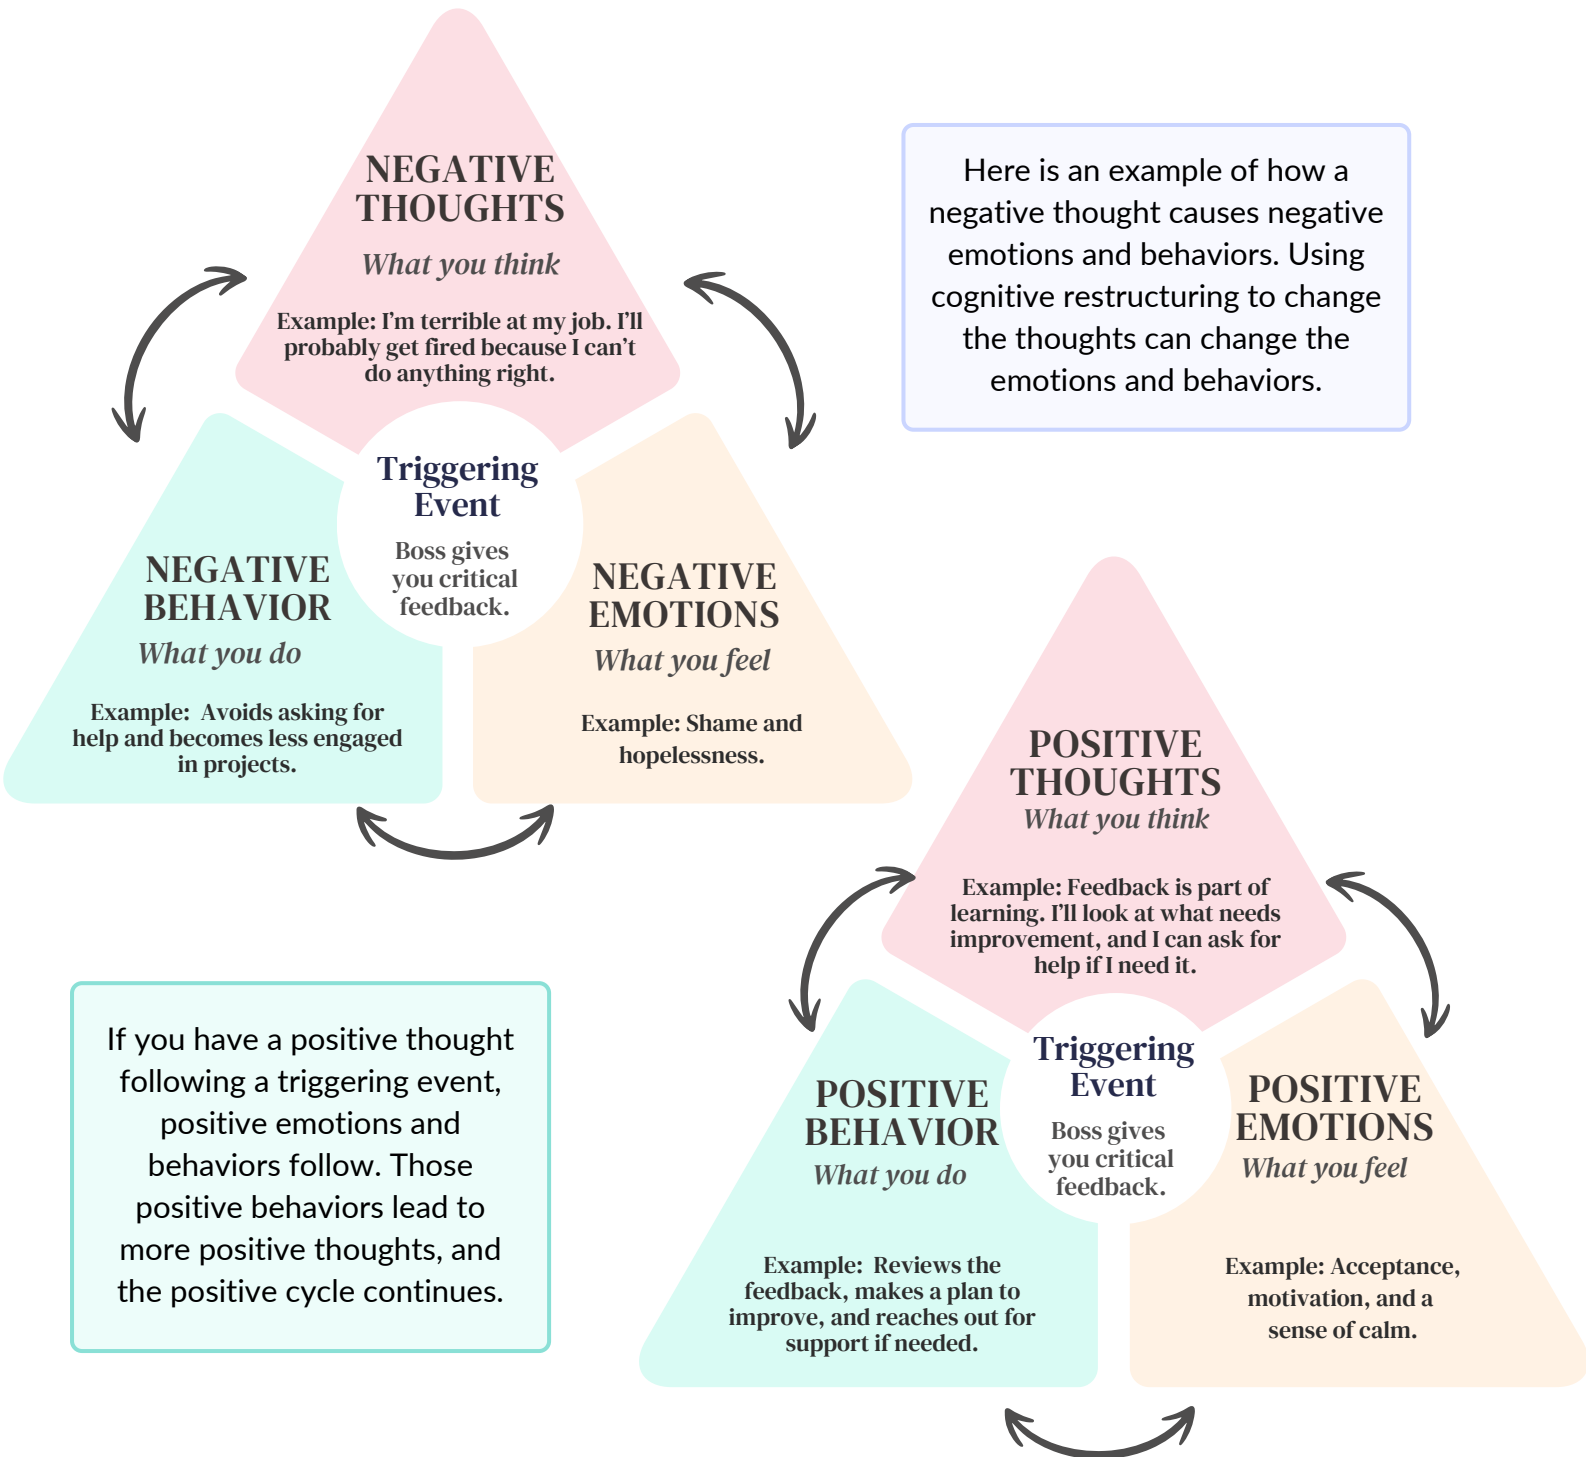 NEGATIVE
THOUGHTS
What you think
Example: I'm terrible at my job. I'll
probably get fired because I can't
do anything right.
Here is an example of how a
negative thought causes negative
emotions and behaviors. Using
cognitive restructuring to change
the thoughts can change the
emotions and behaviors.
Triggering
Event
Boss gives
you critical
feedback.
NEGATIVE
BEHAVIOR
What you do
Example:  Avoids asking for
help and becomes less engaged
in projects.
NEGATIVE
EMOTIONS
What you feel
Example: Shame and
hopelessness.
POSITIVE
THOUGHTS
What you think
Example: Feedback is part of
learning. I'll look at what needs
improvement, and I can ask for
help if I need it.
If you have a positive thought
following a triggering event,
positive emotions and
behaviors follow. Those
positive behaviors lead to
more positive thoughts, and
the positive cycle continues.
Triggering
Event
Boss gives
you critical
feedback.
POSITIVE
BEHAVIOR
What you do
Example:  Reviews the
feedback, makes a plan to
improve, and reaches out for
support if needed.
POSITIVE
EMOTIONS
What you feel
Example: Acceptance,
motivation, and a
sense of calm.